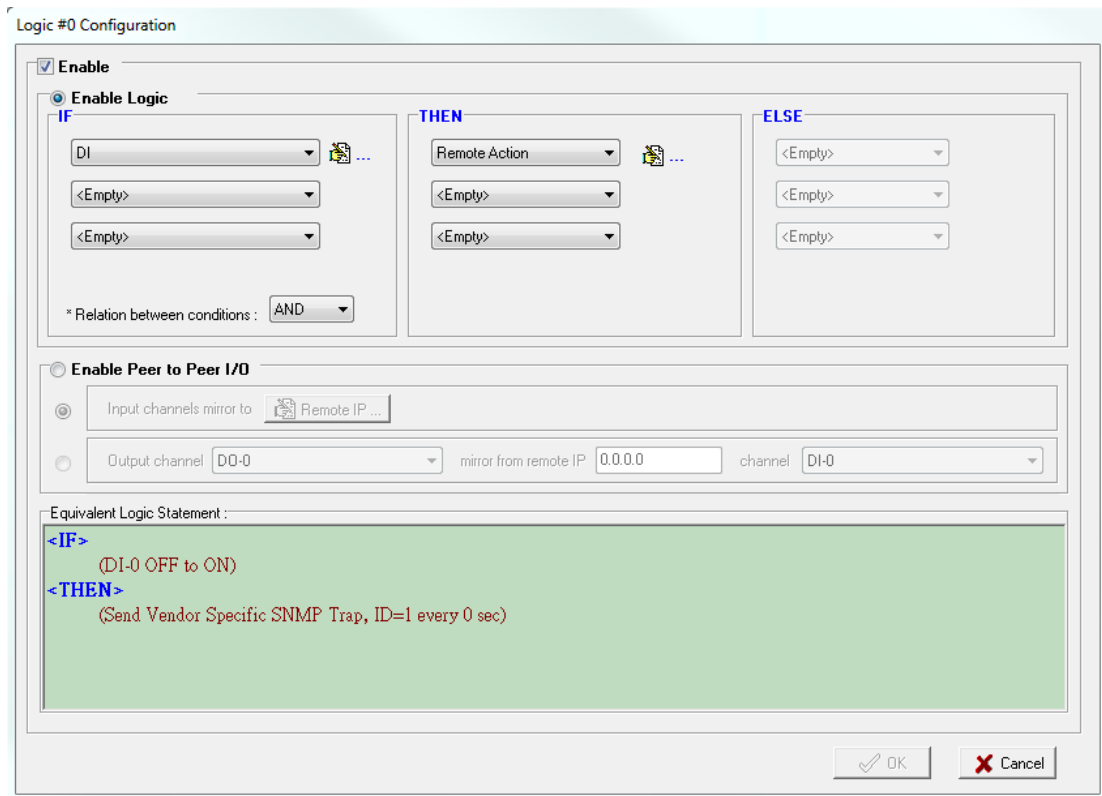 Logic #0 Configuration
Enable
Enable Logic
IF
THEN
ELSE
DI
...
Remote Action
...
<Empty>
<Empty>
<Empty>
<Empty>
<Empty>
<Empty>
<Empty>
* Relation between conditions :
AND
Enable Peer to Peer I/O
Input channels mirror to
Remote IP ...
Output channel
DO-0
mirror from remote IP
0.0.0.0
channel
DI-0
Equivalent Logic Statement :
<IF>
(DI-0 OFF to ON)
<THEN>
(Send Vendor Specific SNMP Trap, ID=1 every 0 sec)
OK
Cancel